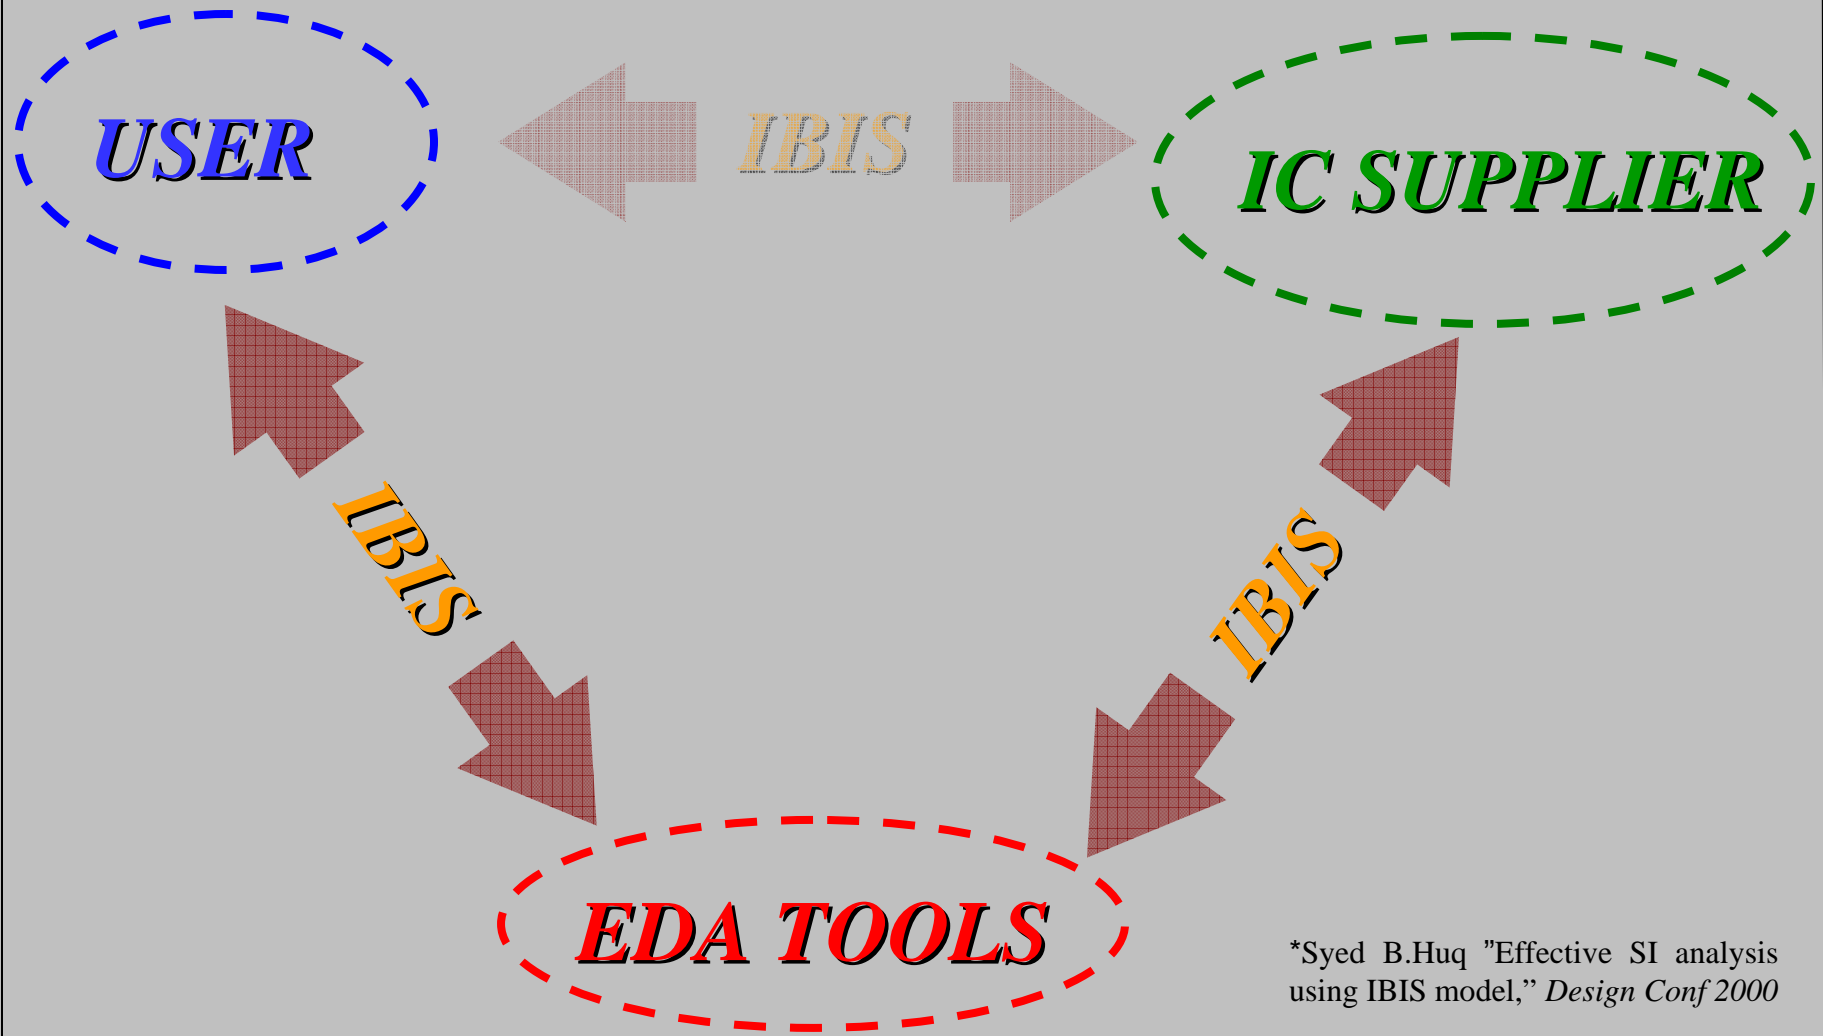 USER
IBIS
IC SUPPLIER
IBIS
IBIS
EDA TOOLS
*Syed B.Huq "Effective SI analysis
using IBIS model,” Design Conf 2000